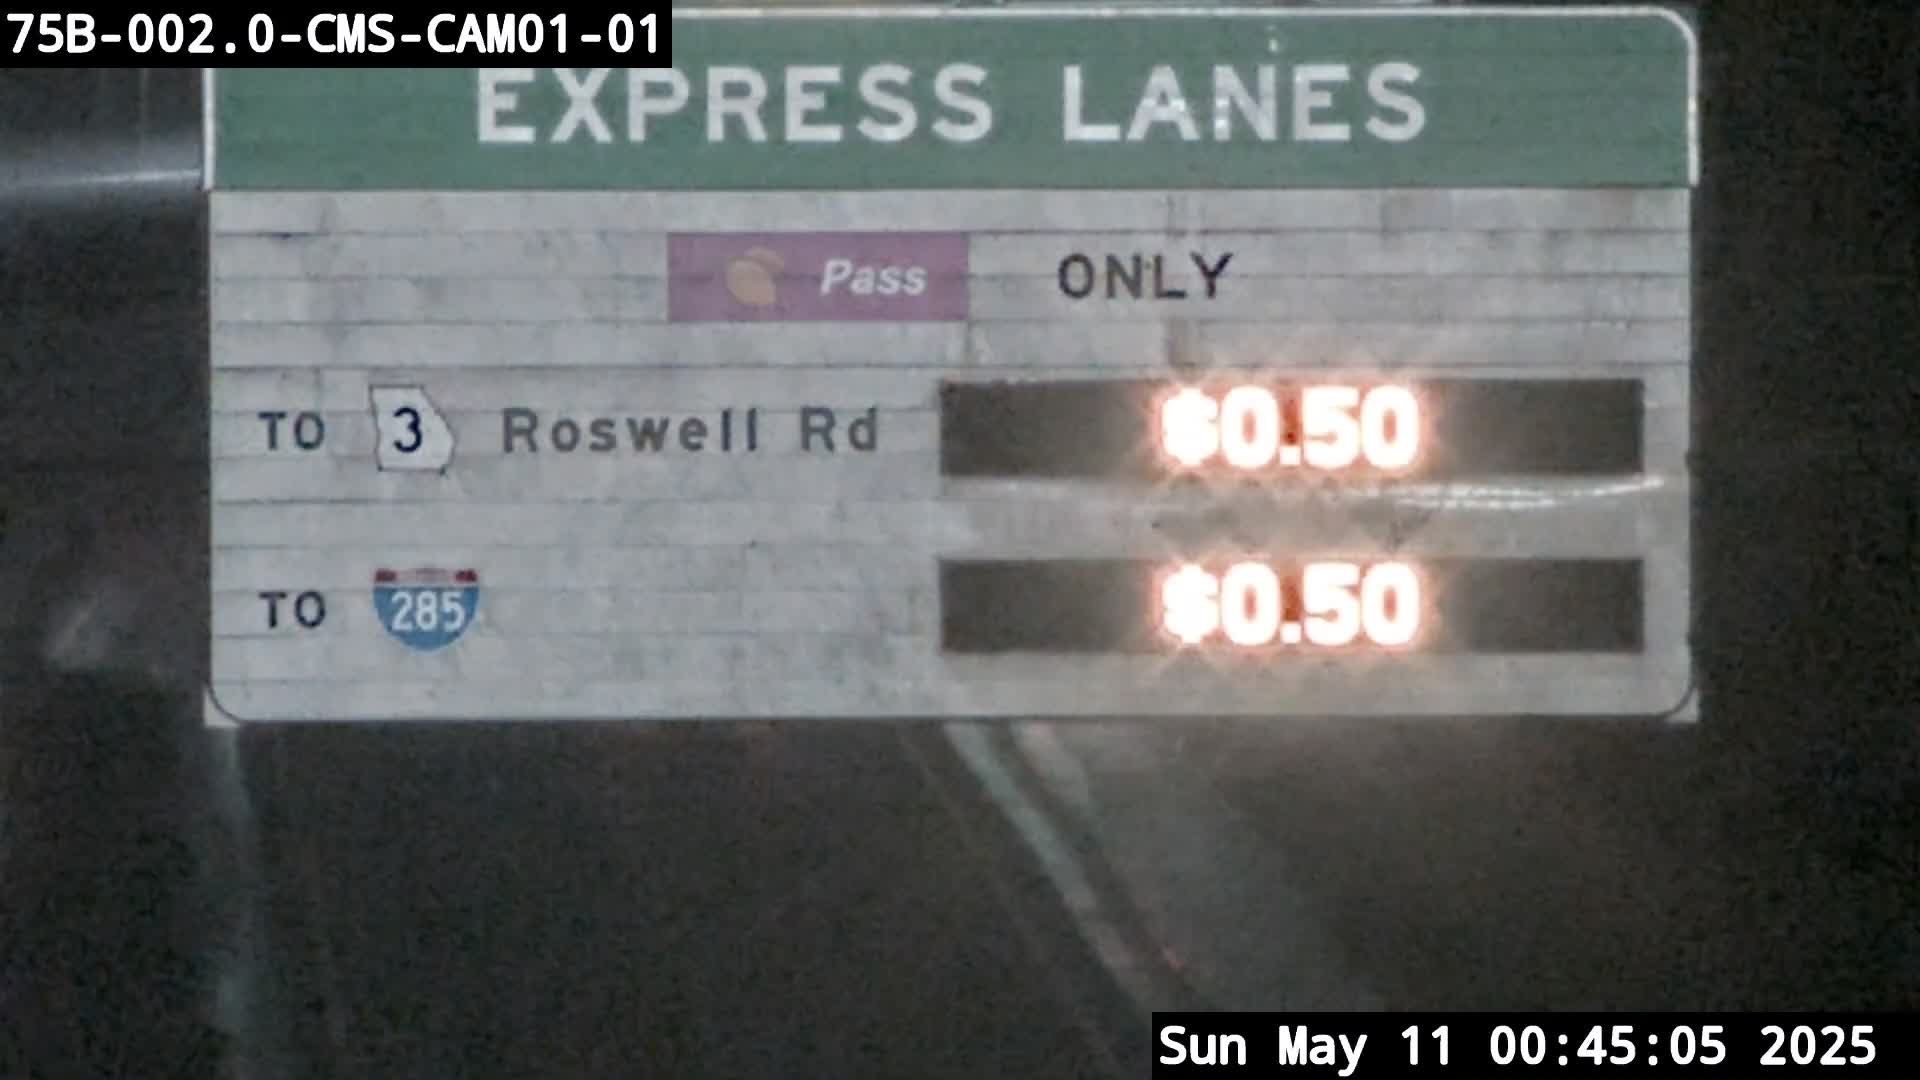 75B-002.0-CMS-CAM01-01
EXPRESS LANES
Pass ONLY
TO 3 Roswell Rd $0.50
TO 285 $0.50
Sun May 11 00:45:05 2025